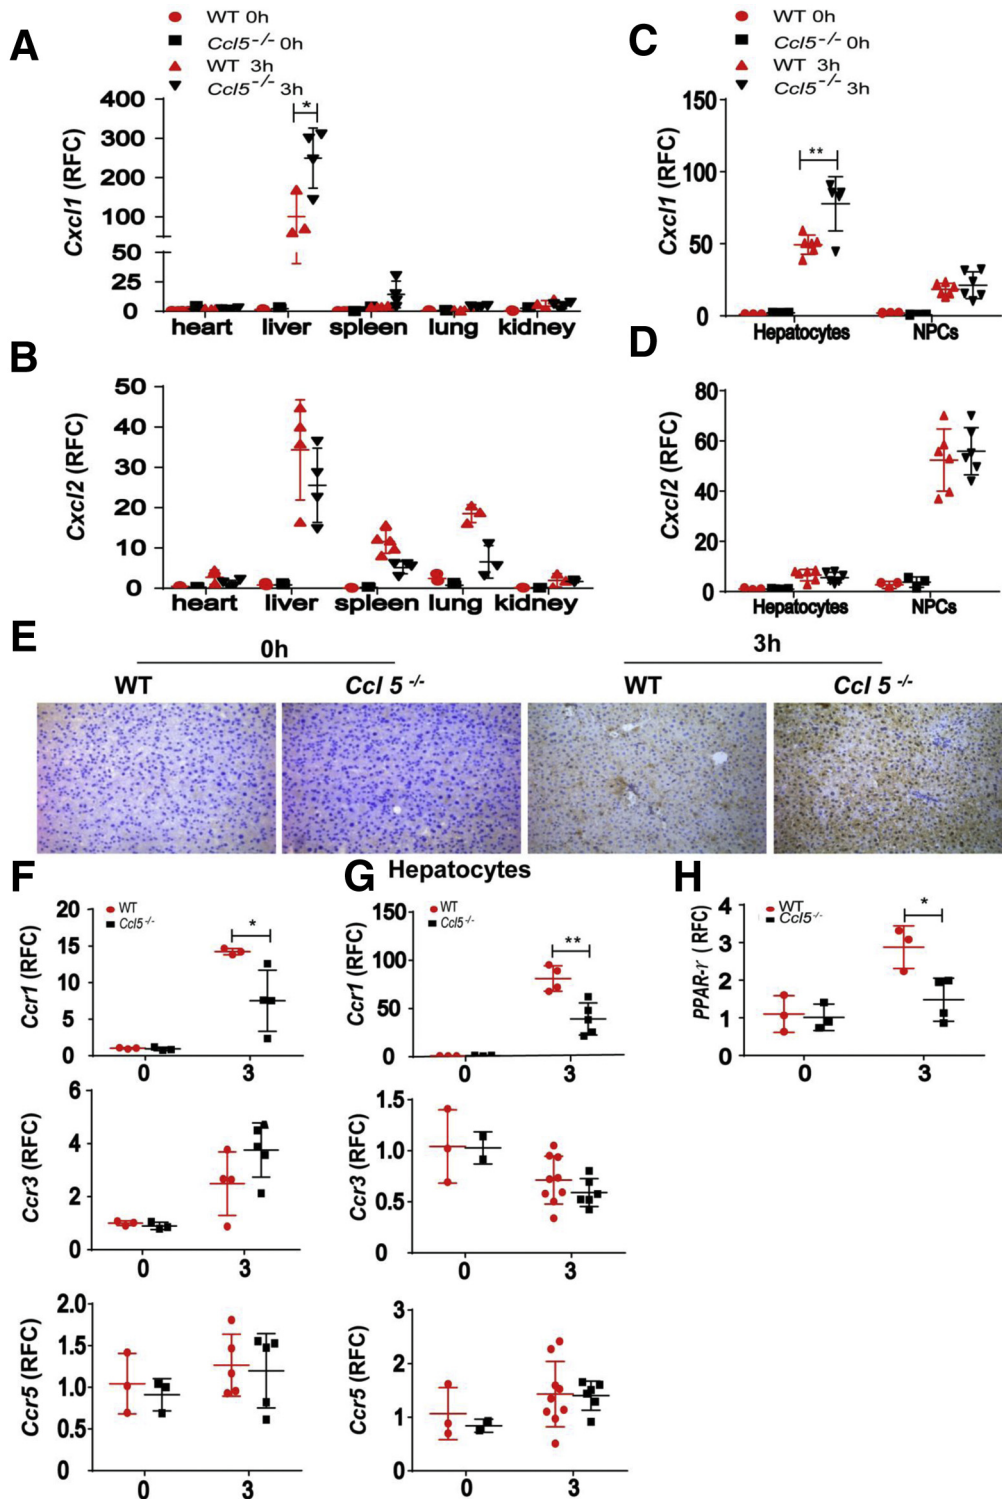 A
WT 0h
Ccl5-/- 0h
WT 3h
Ccl5-/- 3h
Cxcl1 (RFC)
400
300
200
100
50
25
0
*
heart liver spleen lung kidney
C
WT 0h
Ccl5-/- 0h
WT 3h
Ccl5-/- 3h
Cxcl1 (RFC)
150
100
50
0
**
Hepatocytes NPCs
B
Cxcl2 (RFC)
50
40
30
20
10
0
heart liver spleen lung kidney
D
Cxcl2 (RFC)
80
60
40
20
0
Hepatocytes NPCs
E
0h 3h
WT Ccl 5 -/- WT Ccl 5 -/-
F
WT
Ccl5-/-
Ccr1 (RFC)
20
15
10
5
0
*
0 3
Ccr3 (RFC)
6
4
2
0
0 3
Ccr5 (RFC)
2.0
1.5
1.0
0.5
0
0 3
G Hepatocytes
WT
Ccl5-/-
Ccr1 (RFC)
150
100
50
0
**
0 3
Ccr3 (RFC)
1.5
1.0
0.5
0
0 3
Ccr5 (RFC)
3
2
1
0
0 3
H
WT
Ccl5-/-
PPAR-r (RFC)
4
3
2
1
0
*
0 3